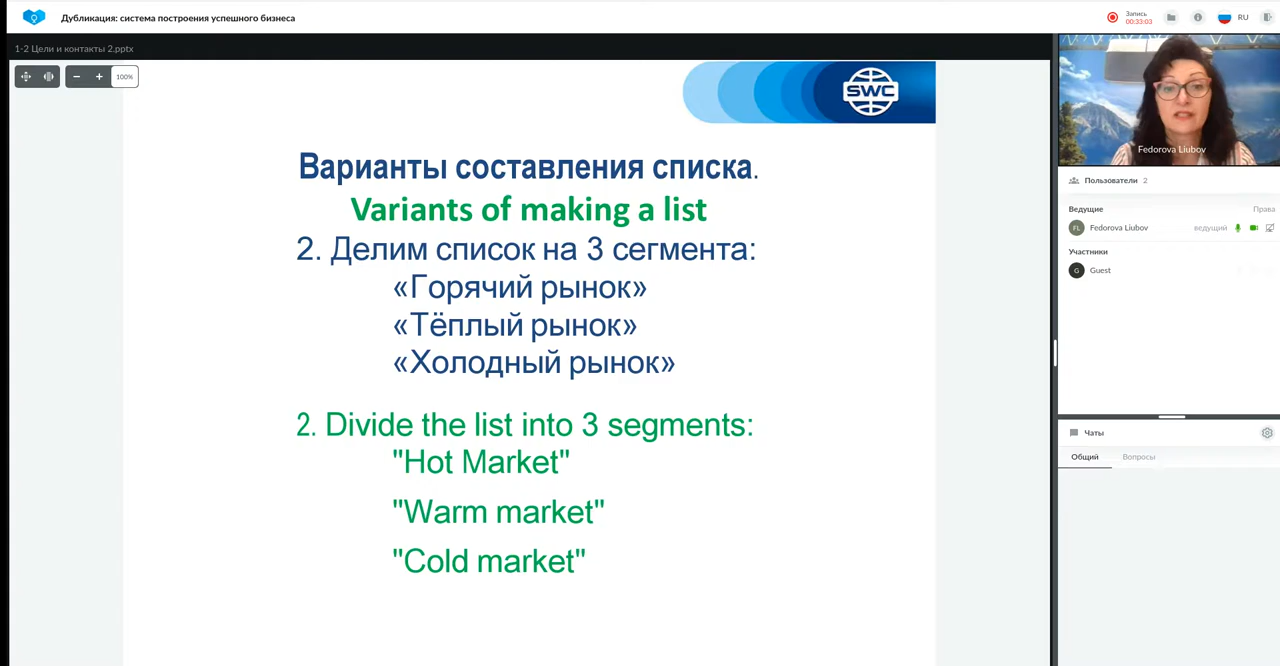 Дубликация: система построения успешного бизнеса
Запись
00:33:03
RU
1-2 Цели и контакты 2.pptx
100%
SWC
Варианты составления списка.
Variants of making a list
2. Делим список на 3 сегмента:
«Горячий рынок»
«Тёплый рынок»
«Холодный рынок»
2. Divide the list into 3 segments:
"Hot Market"
"Warm market"
"Cold market"
Fedorova Liubov
Пользователи 2
Ведущие Права
FL Fedorova Liubov ведущий
Участники
G Guest
Чаты
Общий Вопросы